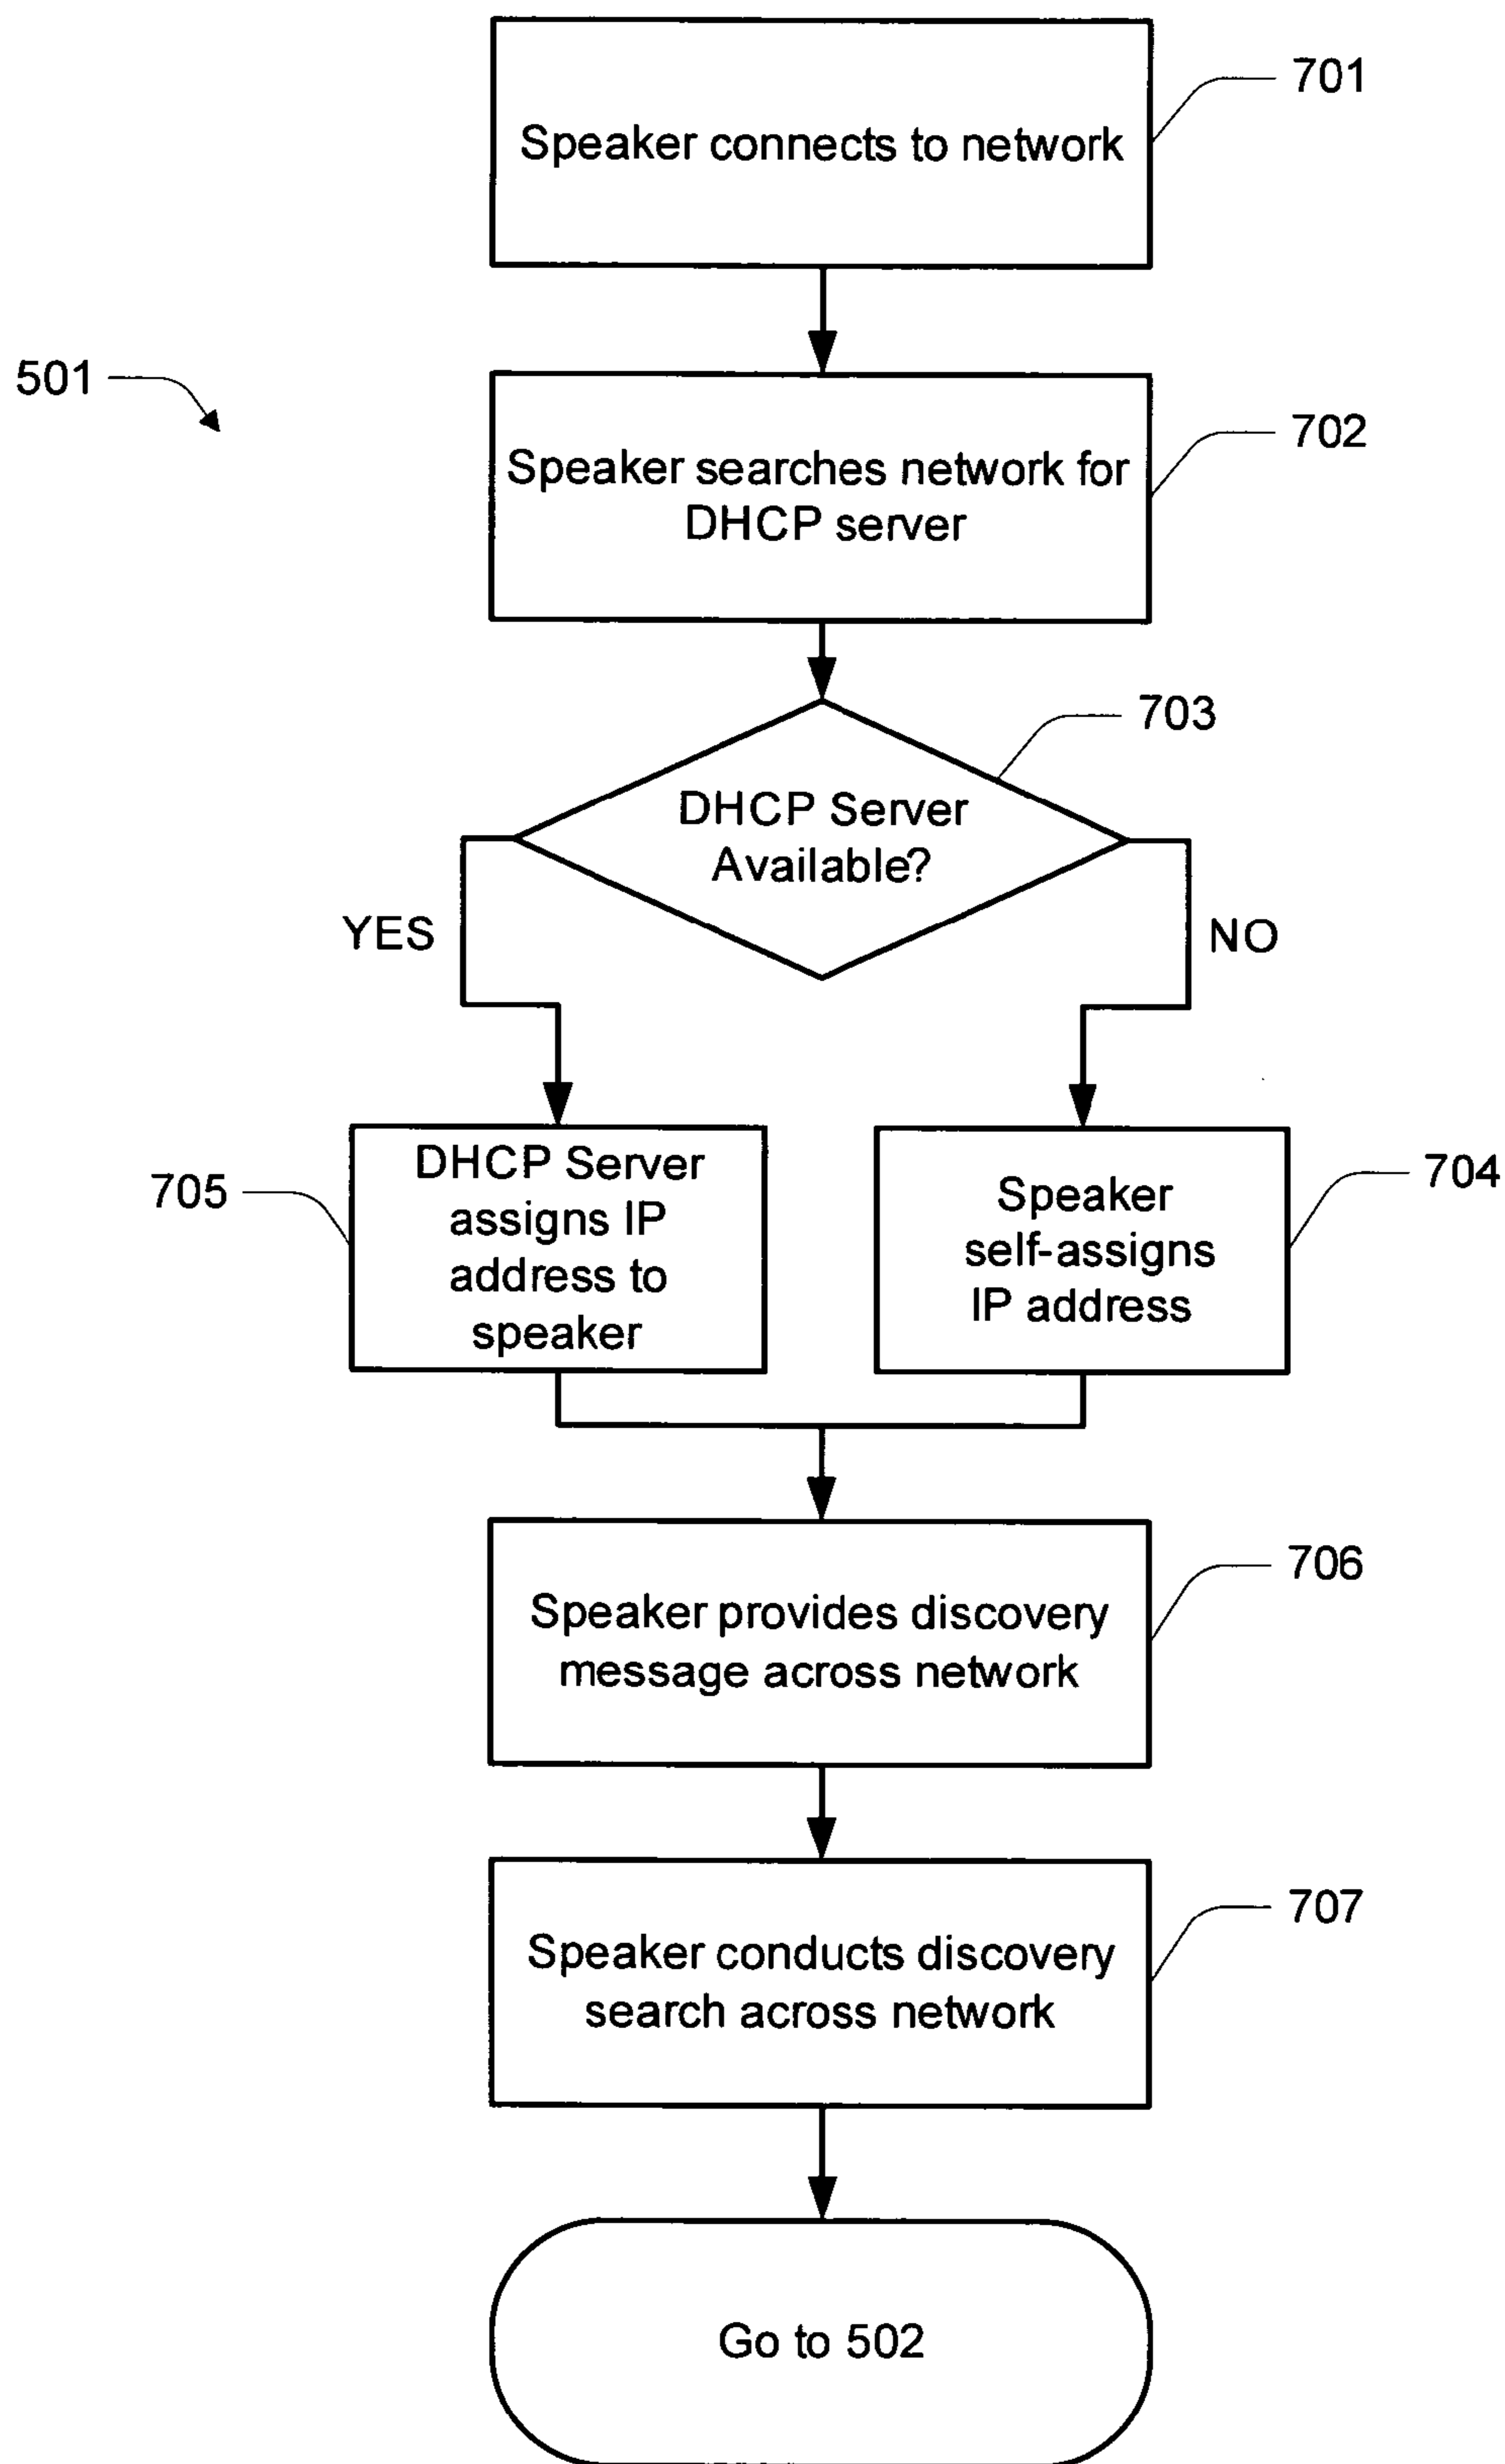 701
Speaker connects to network
501
702
Speaker searches network for
DHCP server
703
DHCP Server
Available?
YES
NO
705
DHCP Server
assigns IP
address to
speaker
704
Speaker
self-assigns
IP address
706
Speaker provides discovery
message across network
707
Speaker conducts discovery
search across network
Go to 502